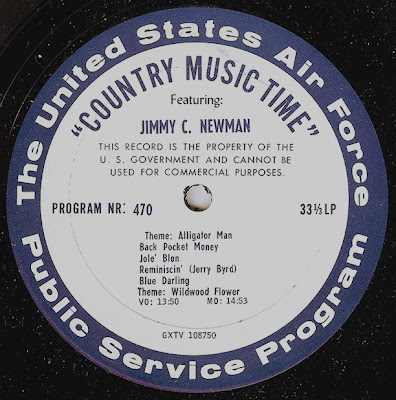 The United States Air Force
"COUNTRY MUSIC TIME"
Featuring:
JIMMY C. NEWMAN
THIS RECORD IS THE PROPERTY OF THE
U. S. GOVERNMENT AND CANNOT BE
USED FOR COMMERCIAL PURPOSES.
PROGRAM NR: 470 33⅓ LP
Theme: Alligator Man
Back Pocket Money
Jole' Blon
Reminiscin' (Jerry Byrd)
Blue Darling
Theme: Wildwood Flower
VO: 13:50 MO: 14:53
GXTV 108750
Public Service Program